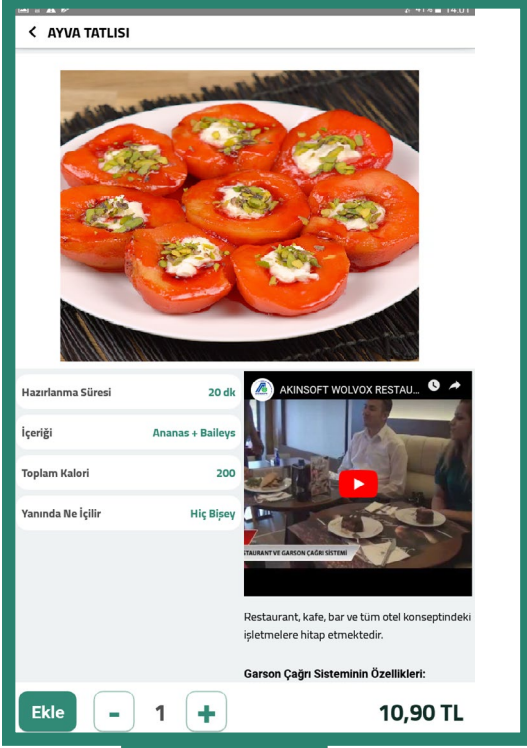 AYVA TATLISI
Hazırlanma Süresi 20 dk
İçeriği Ananas + Baileys
Toplam Kalori 200
Yanında Ne İçilir Hiç Bişey
AKINSOFT WOLVOX RESTAU...
TAURANT VE GARSON ÇAĞRI SİSTEMİ
Restaurant, kafe, bar ve tüm otel konseptindeki
işletmelere hitap etmektedir.
Garson Çağrı Sisteminin Özellikleri:
Ekle - 1 + 10,90 TL